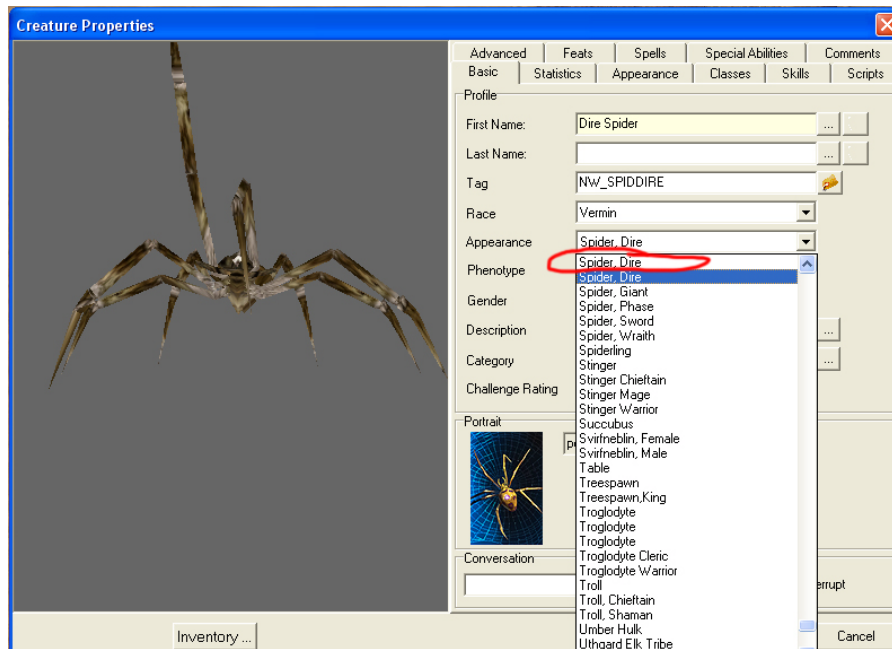 Creature Properties
Advanced Feats Spells Special Abilities Comments
Basic Statistics Appearance Classes Skills Scripts
Profile
First Name: Dire Spider ...
Last Name: ...
Tag NW_SPIDDIRE
Race Vermin
Appearance Spider, Dire
Phenotype
Gender
Description ...
Category ...
Challenge Rating
Spider, Dire
Spider, Dire
Spider, Giant
Spider, Phase
Spider, Sword
Spider, Wraith
Spiderling
Stinger
Stinger Chieftain
Stinger Mage
Stinger Warrior
Succubus
Svirfneblin, Female
Svirfneblin, Male
Table
Treespawn
Treespawn,King
Troglodyte
Troglodyte
Troglodyte
Troglodyte Cleric
Troglodyte Warrior
Troll
Troll, Chieftain
Troll, Shaman
Umber Hulk
Uthgard Elk Tribe
Portrait
Conversation
Inventory ...
Cancel